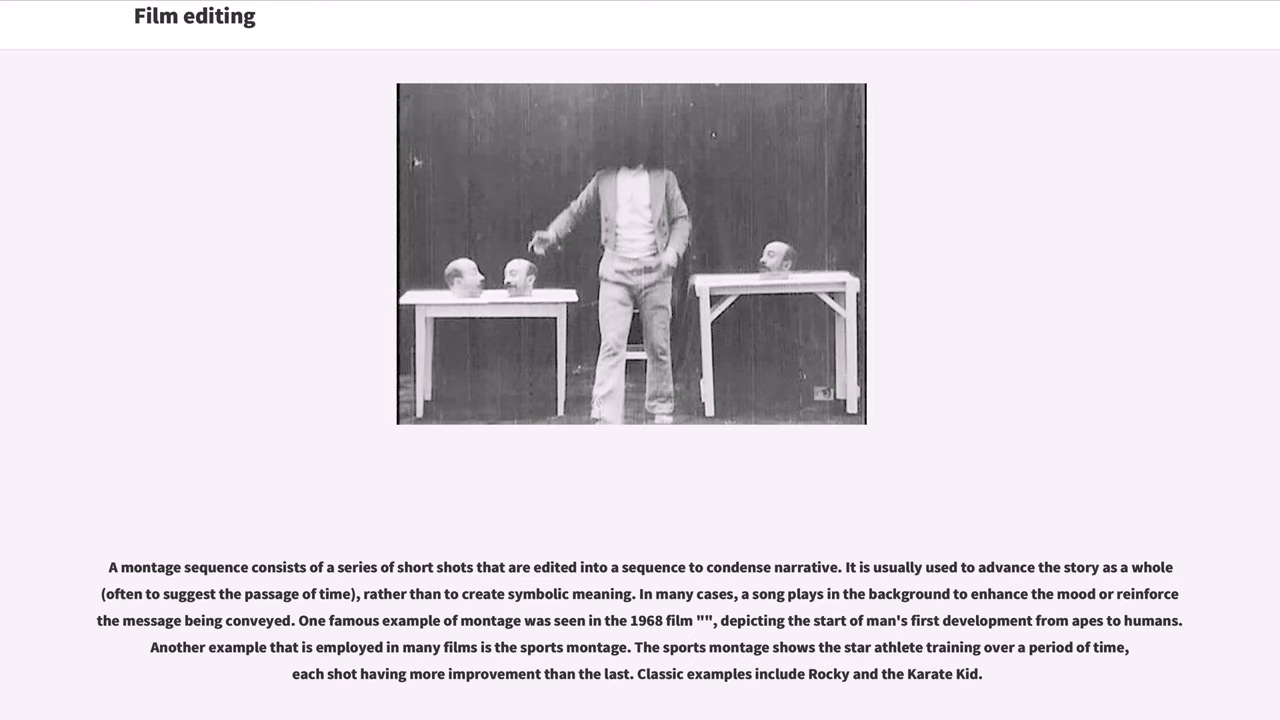 Film editing
A montage sequence consists of a series of short shots that are edited into a sequence to condense narrative. It is usually used to advance the story as a whole
(often to suggest the passage of time), rather than to create symbolic meaning. In many cases, a song plays in the background to enhance the mood or reinforce
the message being conveyed. One famous example of montage was seen in the 1968 film "", depicting the start of man's first development from apes to humans.
Another example that is employed in many films is the sports montage. The sports montage shows the star athlete training over a period of time,
each shot having more improvement than the last. Classic examples include Rocky and the Karate Kid.